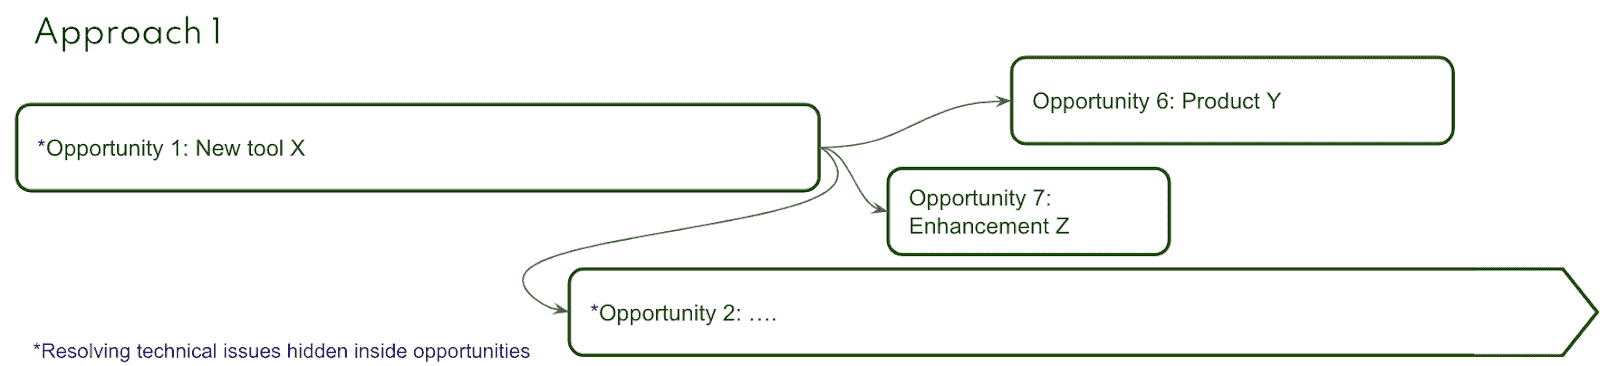 Approach 1
Opportunity 6: Product Y
*Opportunity 1: New tool X
Opportunity 7:
Enhancement Z
*Opportunity 2: ....
*Resolving technical issues hidden inside opportunities